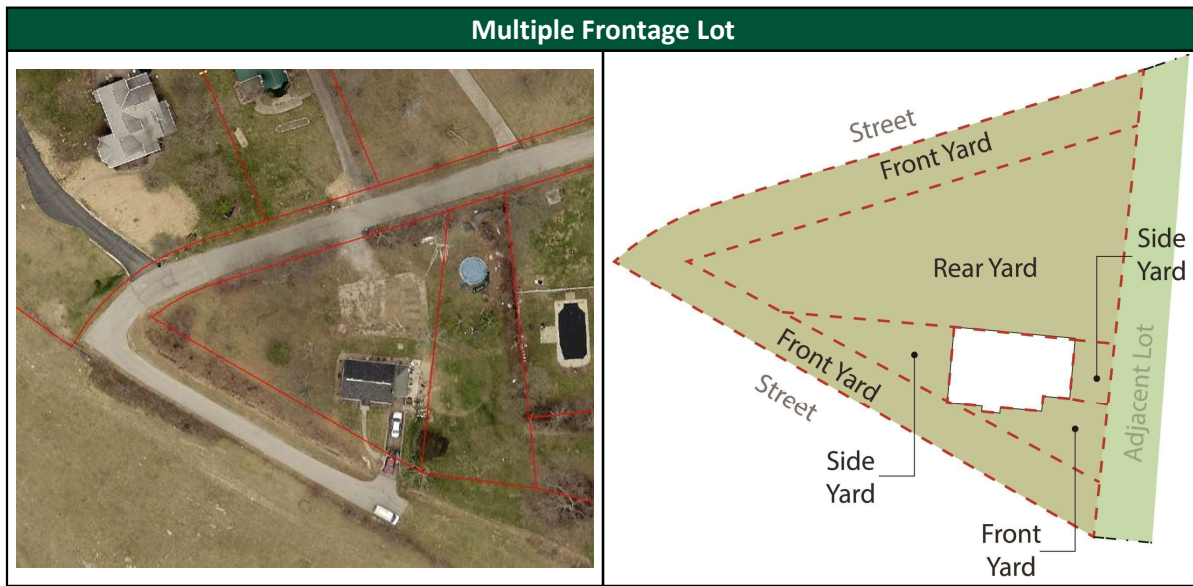 Multiple Frontage Lot
Street
Front Yard
Side
Yard
Rear Yard
Front Yard
Street
Adjacent Lot
Side
Yard
Front
Yard